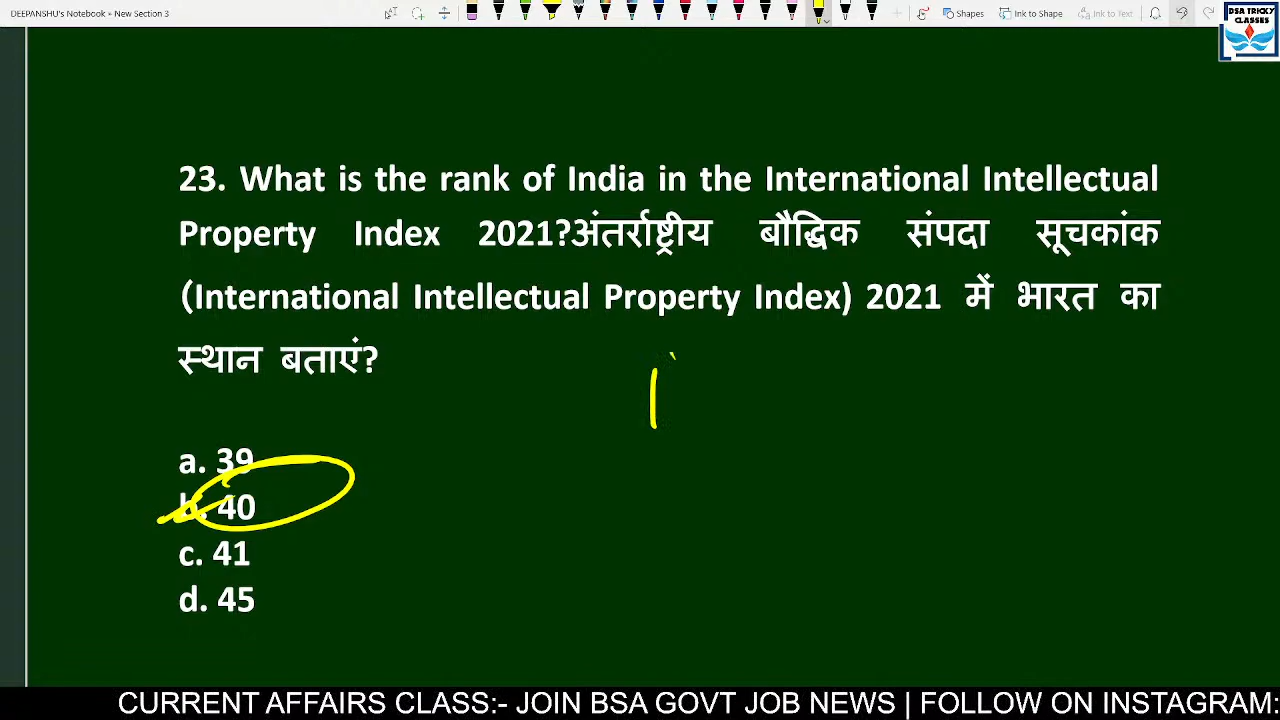 DEEPANSHU's Notebook » New Section 3
Shapes
Ink to Shape
Ink to Text
BSA TRICKY
CLASSES
23. What is the rank of India in the International Intellectual
Property Index 2021?अंतर्राष्ट्रीय बौद्धिक संपदा सूचकांक
(International Intellectual Property Index) 2021 में भारत का
स्थान बताएं?
a. 39
b. 40
c. 41
d. 45
CURRENT AFFAIRS CLASS:- JOIN BSA GOVT JOB NEWS | FOLLOW ON INSTAGRAM: